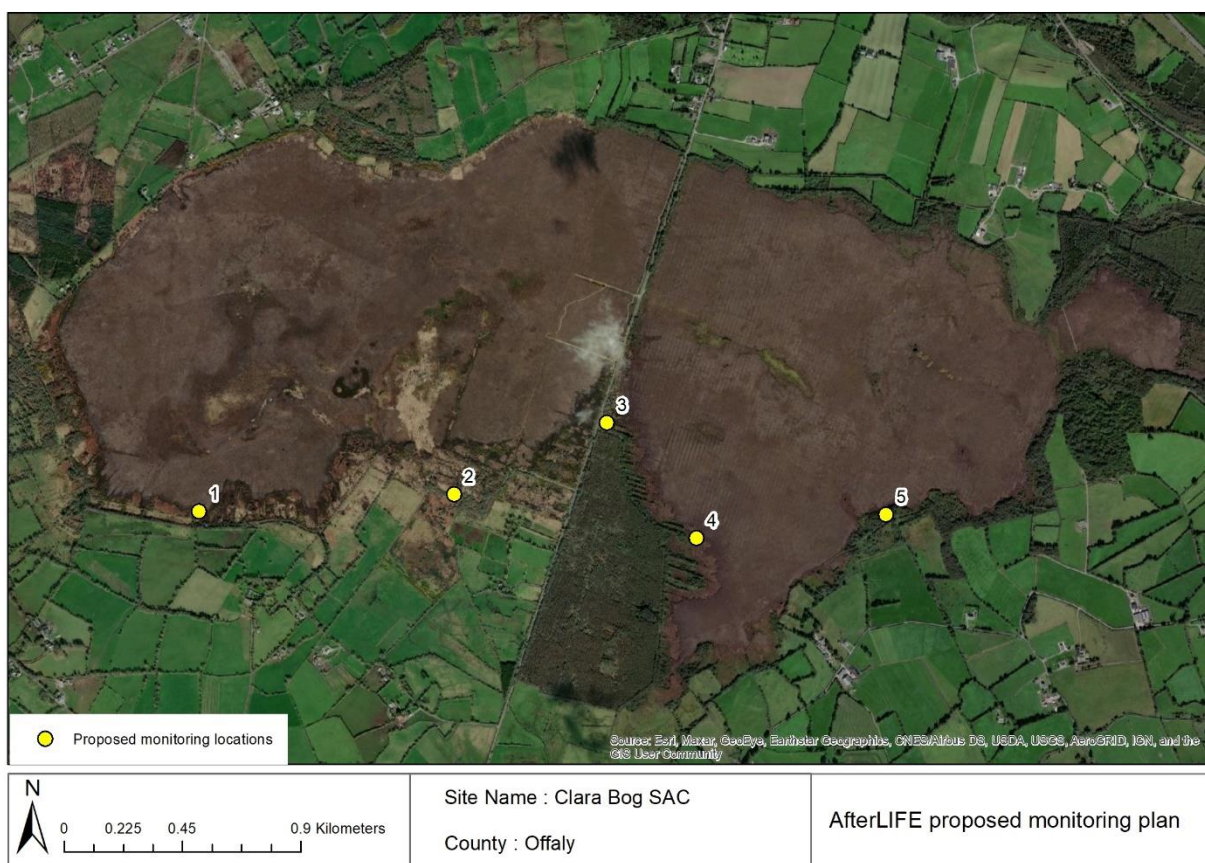 3
2
1
5
4
Proposed monitoring locations
Source: Esri, Maxar, GeoEye, Earthstar Geographics, CNES/Airbus DS, USDA, USGS, AeroGRID, IGN, and the
GIS User Community
N
0 0.225 0.45 0.9 Kilometers
Site Name : Clara Bog SAC
County : Offaly
AfterLIFE proposed monitoring plan